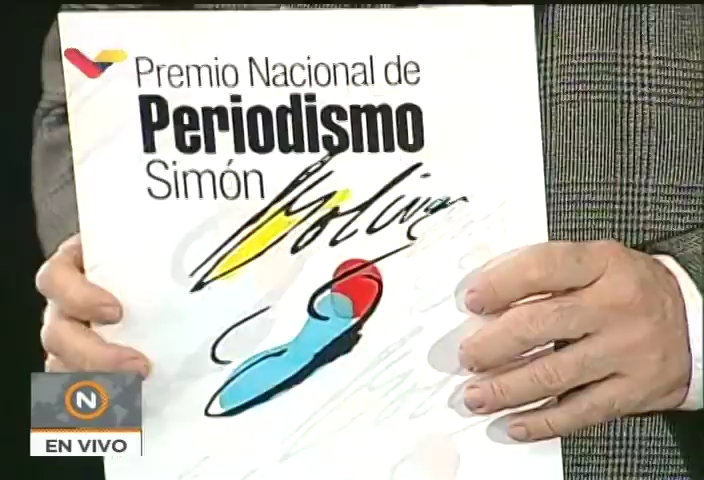 Premio Nacional de
Periodismo
Simón
Bolívar
N
EN VIVO